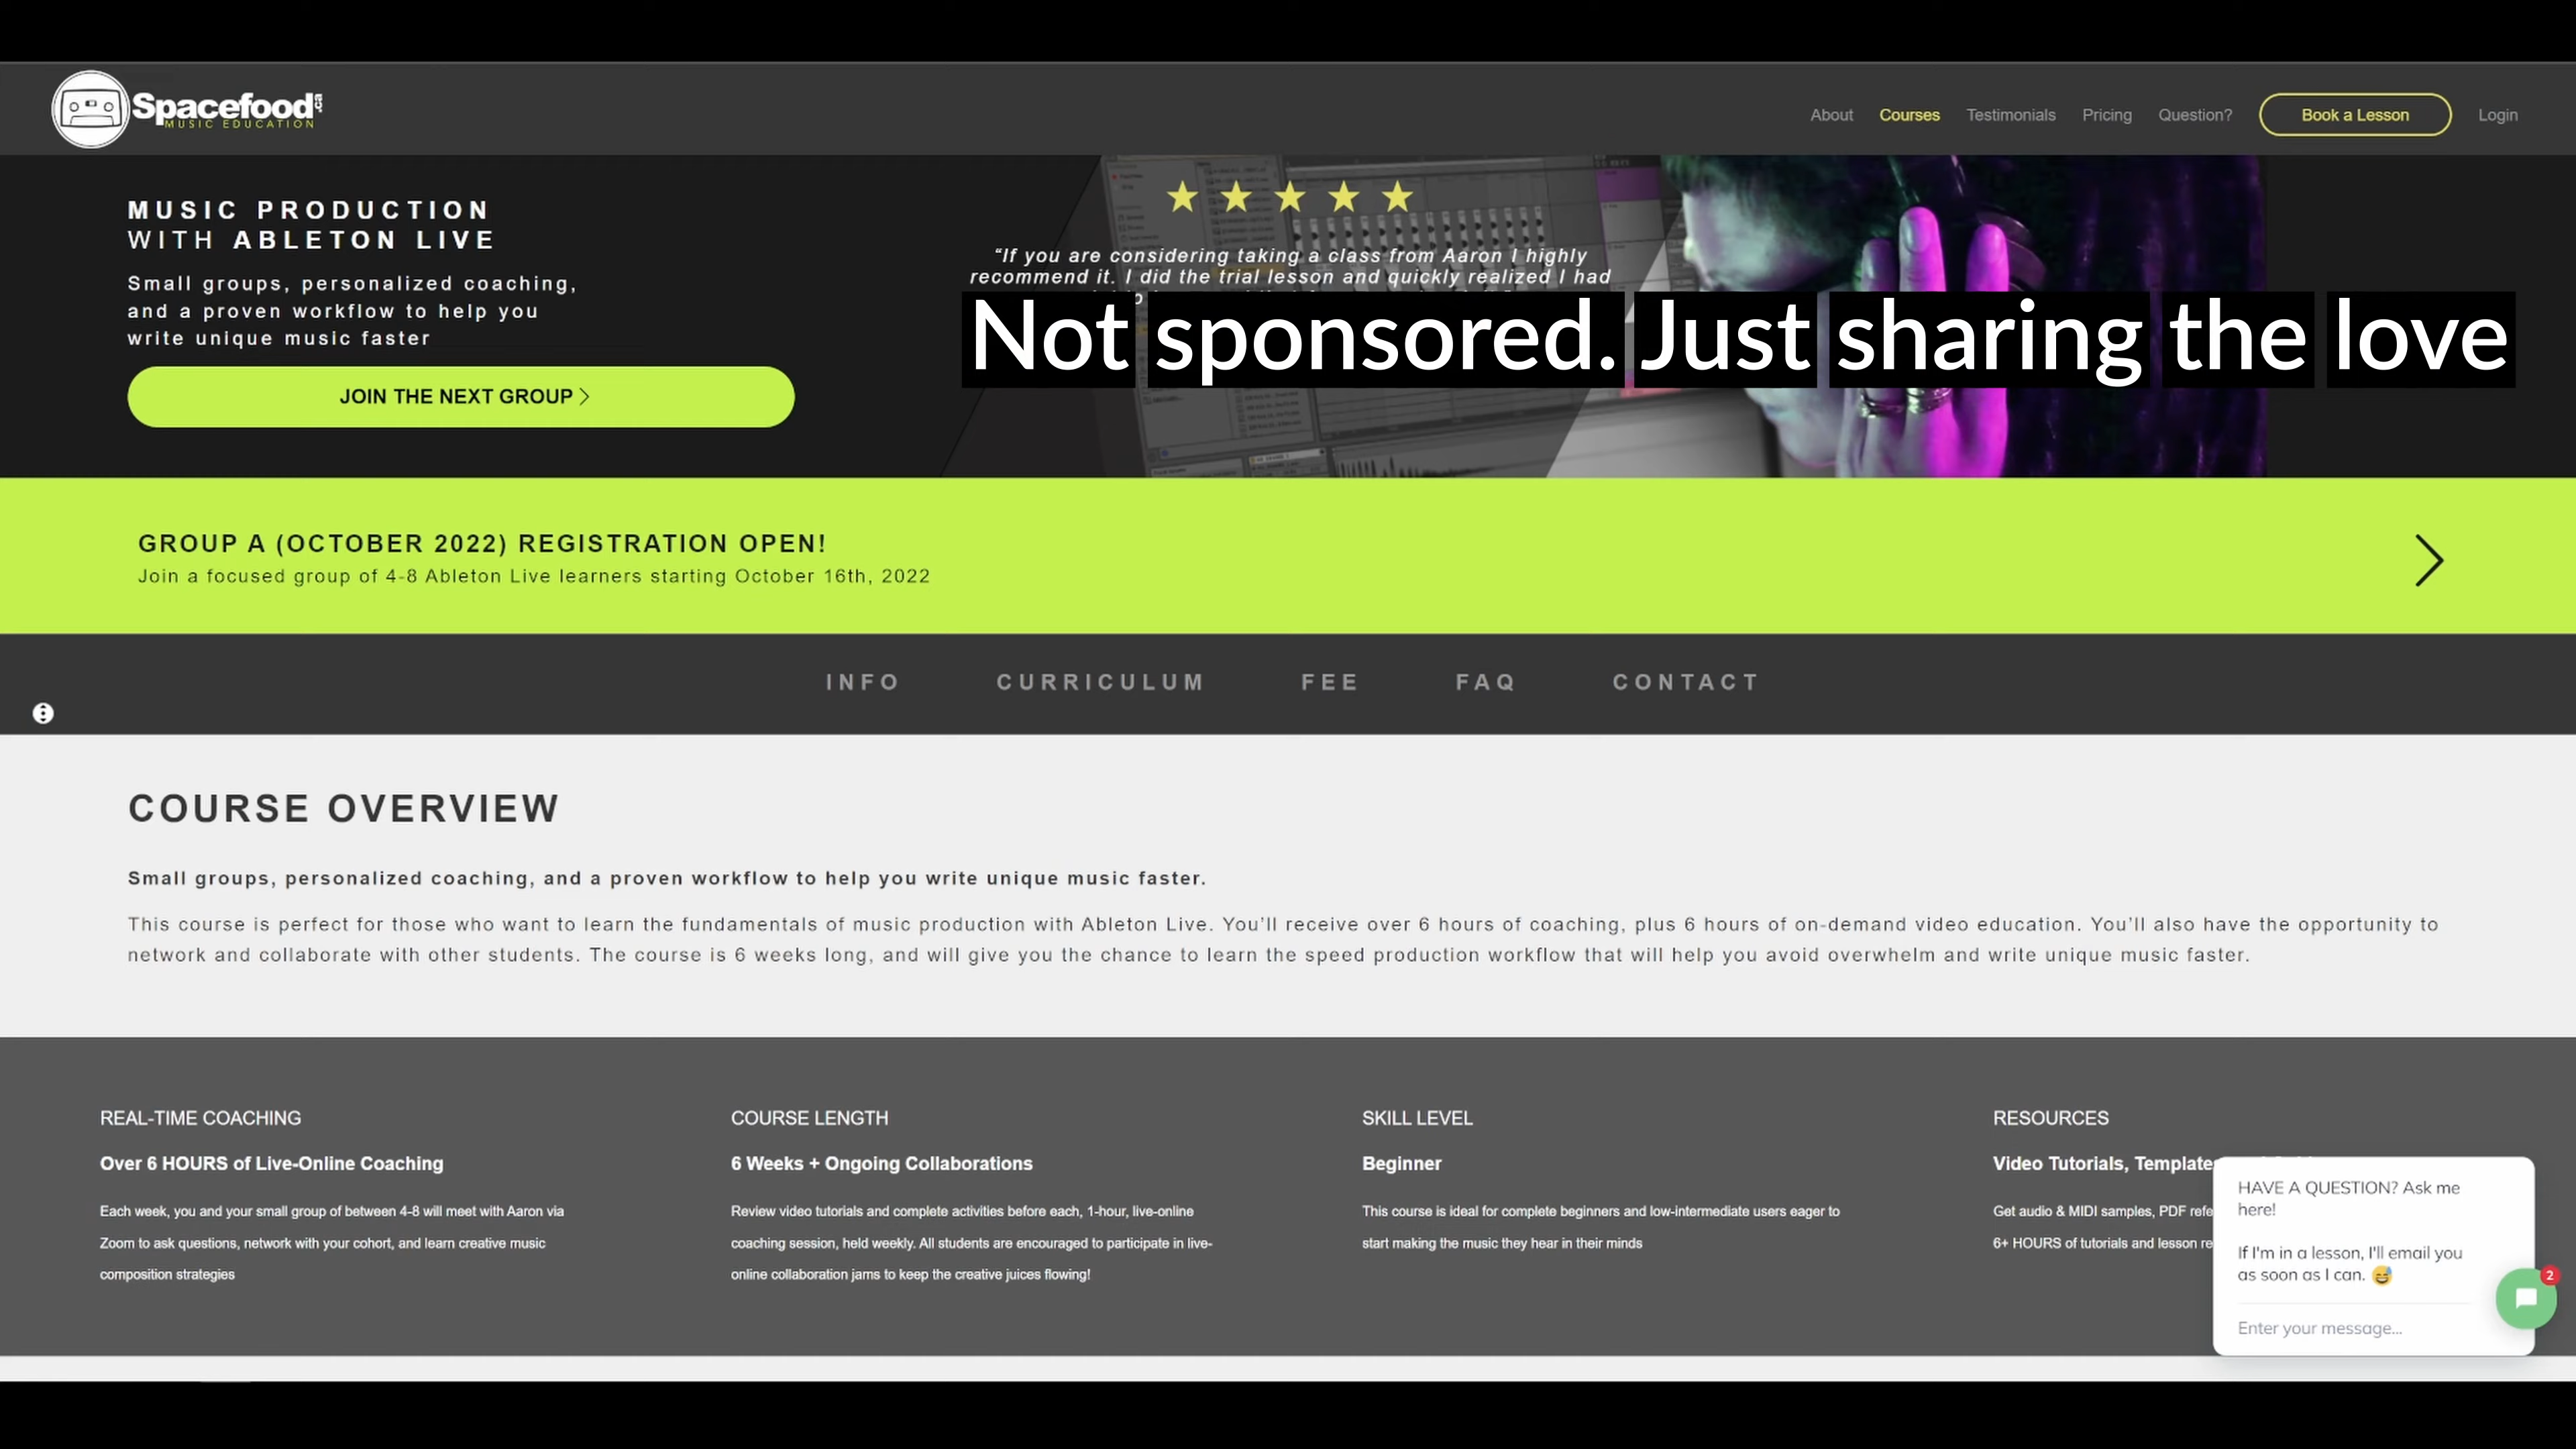 Spacefood.ca
MUSIC EDUCATION
About Courses Testimonials Pricing Question? Book a Lesson Login
MUSIC PRODUCTION
WITH ABLETON LIVE
Small groups, personalized coaching,
and a proven workflow to help you
write unique music faster
JOIN THE NEXT GROUP
“If you are considering taking a class from Aaron I highly
recommend it. I did the trial lesson and quickly realized I had
Not sponsored. Just sharing the love
GROUP A (OCTOBER 2022) REGISTRATION OPEN!
Join a focused group of 4-8 Ableton Live learners starting October 16th, 2022
INFO CURRICULUM FEE FAQ CONTACT
COURSE OVERVIEW
Small groups, personalized coaching, and a proven workflow to help you write unique music faster.
This course is perfect for those who want to learn the fundamentals of music production with Ableton Live. You’ll receive over 6 hours of coaching, plus 6 hours of on-demand video education. You’ll also have the opportunity to
network and collaborate with other students. The course is 6 weeks long, and will give you the chance to learn the speed production workflow that will help you avoid overwhelm and write unique music faster.
REAL-TIME COACHING
Over 6 HOURS of Live-Online Coaching
Each week, you and your small group of between 4-8 will meet with Aaron via
Zoom to ask questions, network with your cohort, and learn creative music
composition strategies
COURSE LENGTH
6 Weeks + Ongoing Collaborations
Review video tutorials and complete activities before each, 1-hour, live-online
coaching session, held weekly. All students are encouraged to participate in live-
online collaboration jams to keep the creative juices flowing!
SKILL LEVEL
Beginner
This course is ideal for complete beginners and low-intermediate users eager to
start making the music they hear in their minds
RESOURCES
Video Tutorials,
Get audio & MIDI samples, PDF
6+ HOURS of tutorials and lesson
HAVE A QUESTION? Ask me
here!
If I'm in a lesson, I'll email you
as soon as I can. 😅
Enter your message...
2